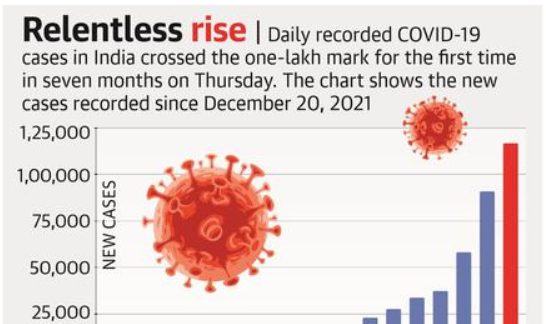 Relentless rise | Daily recorded COVID-19
cases in India crossed the one-lakh mark for the first time
in seven months on Thursday. The chart shows the new
cases recorded since December 20, 2021
1,25,000
1,00,000
75,000
50,000
25,000
NEW CASES